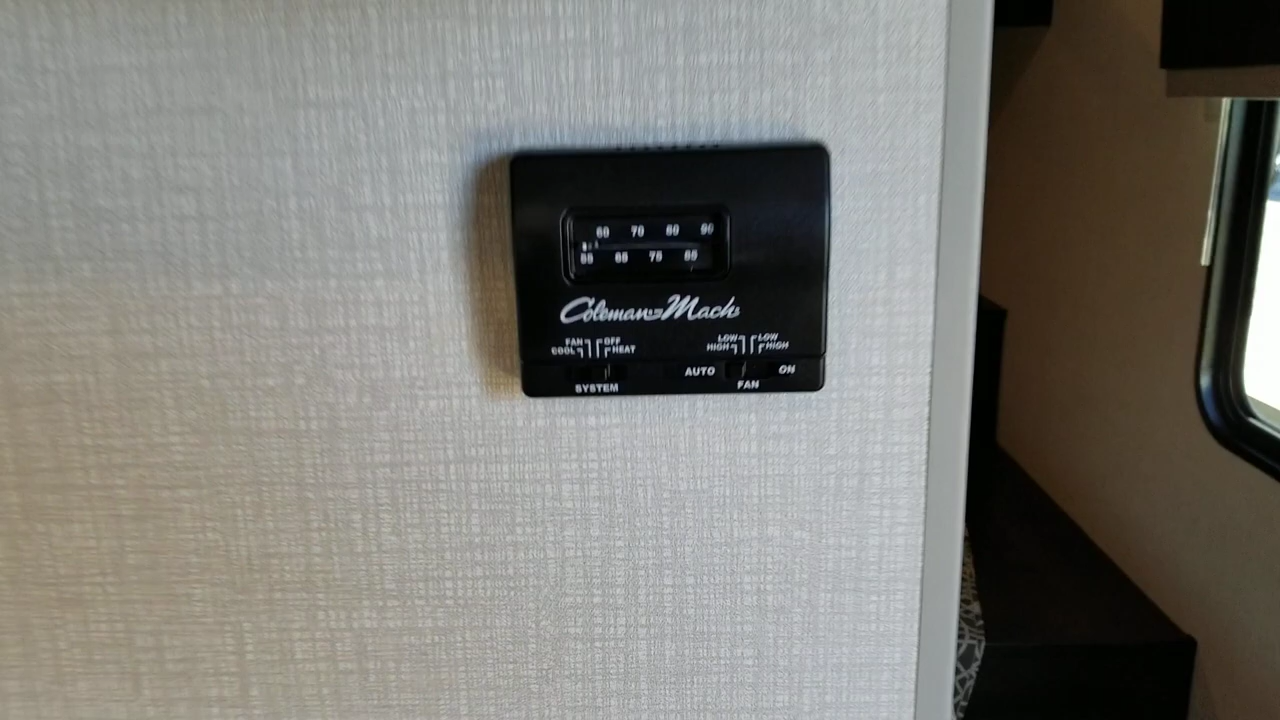 60 70 80 90
55 65 75 85
Coleman-Mach
FAN OFF LOW LOW
COOL HEAT HIGH HIGH
AUTO ON
SYSTEM FAN